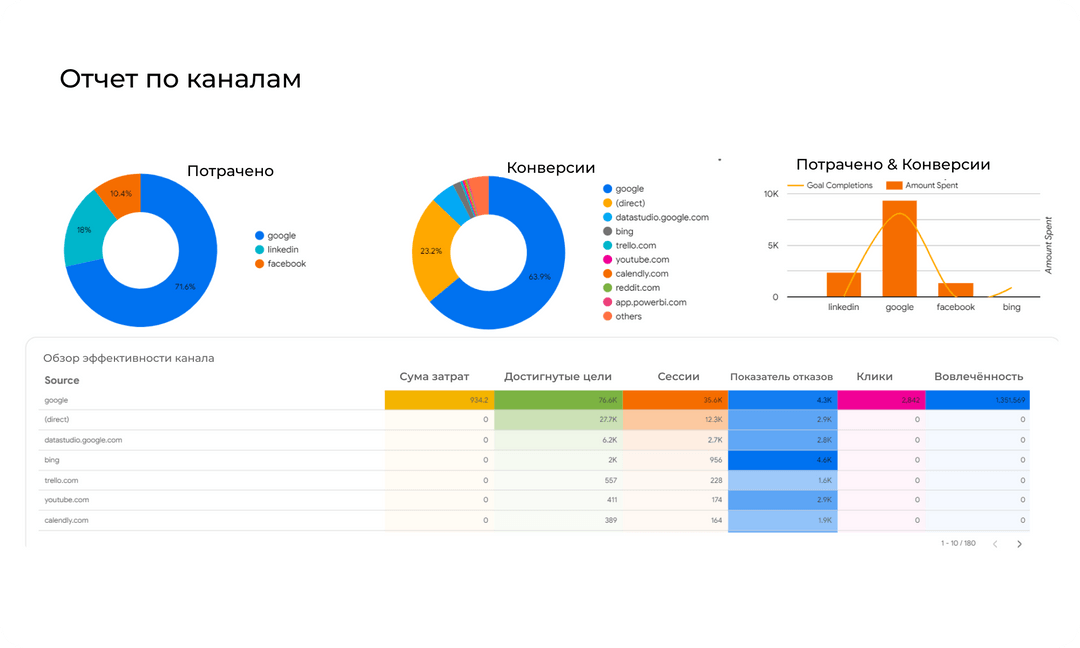 Отчет по каналам
Потрачено
10.4%
18%
71.6%
google
linkedin
facebook
Конверсии
23.2%
63.9%
google
(direct)
datastudio.google.com
bing
trello.com
youtube.com
calendly.com
reddit.com
app.powerbi.com
others
Потрачено & Конверсии
Goal Completions Amount Spent
10K
5K
0
Amount Spent
linkedin google facebook bing
Обзор эффективности канала
Source Сума затрат Достигнутые цели Сессии Показатель отказов Клики Вовлечённость
google 934.2 76.6K 35.6K 4.3K 2,842 1,351,569
(direct) 0 27.7K 12.3K 2.9K 0 0
datastudio.google.com 0 6.2K 2.7K 2.8K 0 0
bing 0 2K 956 4.6K 0 0
trello.com 0 557 228 1.6K 0 0
youtube.com 0 411 174 2.9K 0 0
calendly.com 0 389 164 1.9K 0 0
1 - 10 / 180